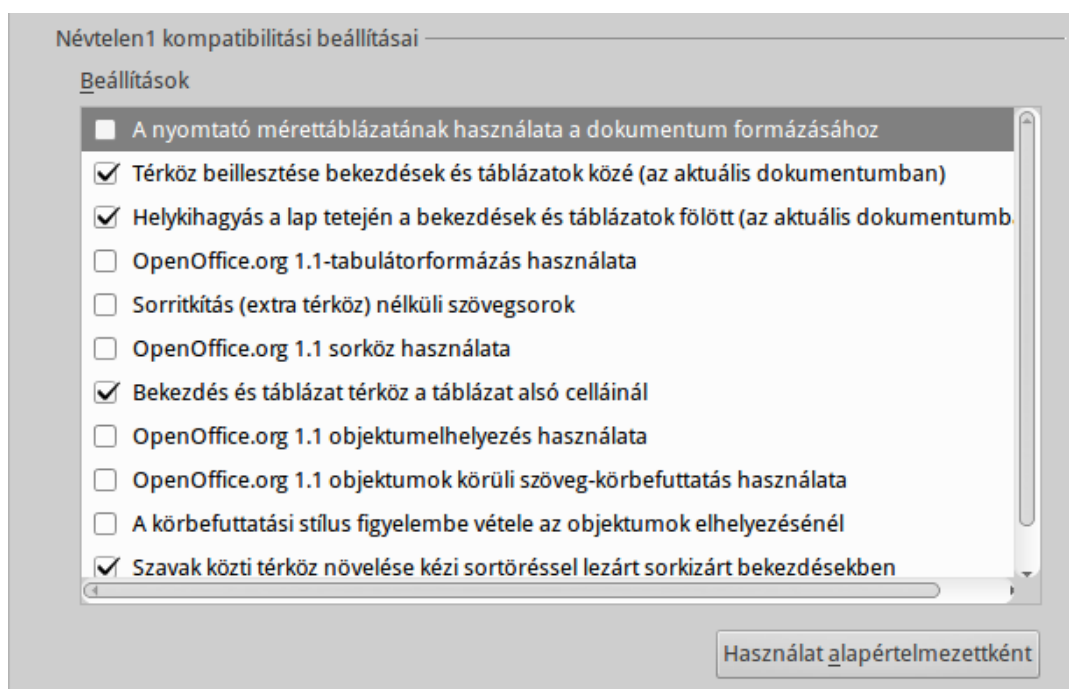 Névtelen1 kompatibilitási beállításai
Beállítások
A nyomtató mérettáblázatának használata a dokumentum formázásához
Térköz beillesztése bekezdések és táblázatok közé (az aktuális dokumentumban)
Helykihagyás a lap tetején a bekezdések és táblázatok fölött (az aktuális dokumentumb
OpenOffice.org 1.1-tabulátorformázás használata
Sorritkítás (extra térköz) nélküli szövegsorok
OpenOffice.org 1.1 sorköz használata
Bekezdés és táblázat térköz a táblázat alsó celláinál
OpenOffice.org 1.1 objektumelhelyezés használata
OpenOffice.org 1.1 objektumok körüli szöveg-körbefuttatás használata
A körbefuttatási stílus figyelembe vétele az objektumok elhelyezésénél
Szavak közti térköz növelése kézi sortöréssel lezárt sorkizárt bekezdésekben
Használat alapértelmezettként